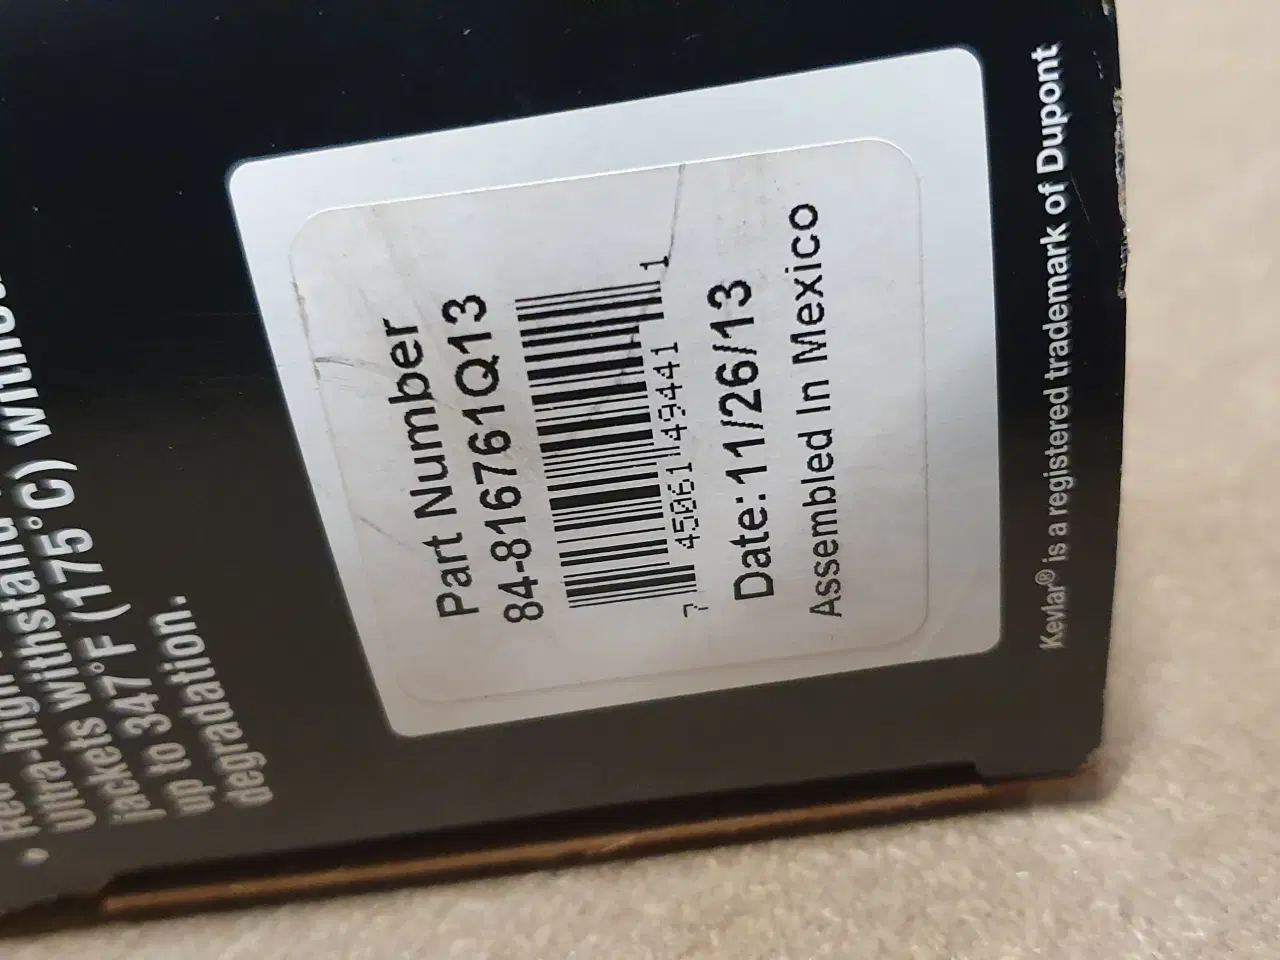 Ultra-high
withstand
jackets w
up to 347°F (175°C) without
degradation.
Part Number
84-816761Q13
7 45061 49441 1
Date:11/26/13
Assembled In Mexico
Kevlar® is a registered trademark of Dupont